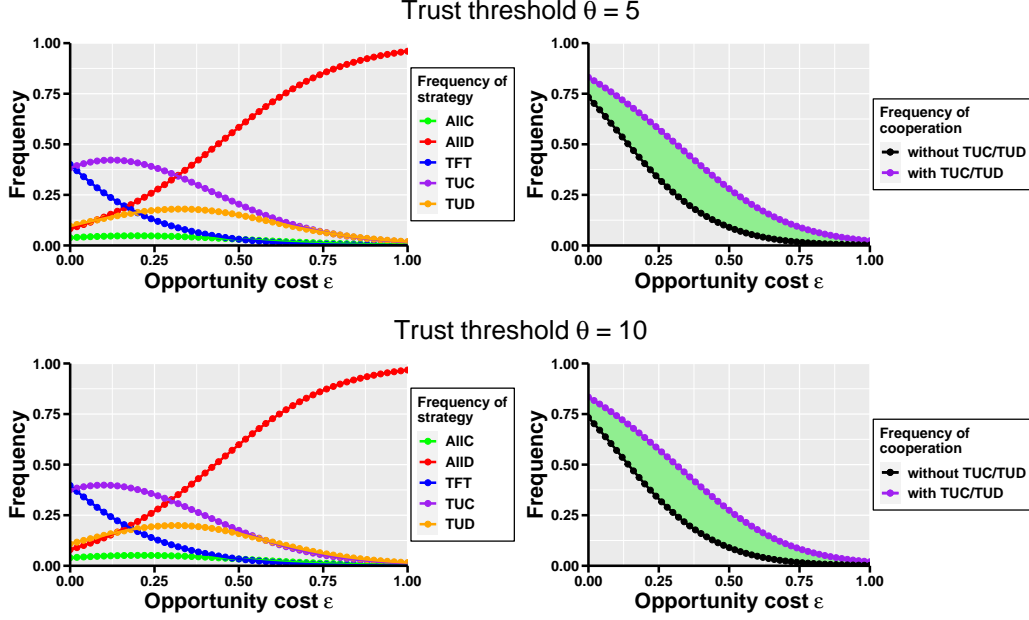 Trust threshold θ = 5
Frequency
1.00
0.75
0.50
0.25
0.00
0.00 0.25 0.50 0.75 1.00
Opportunity cost ε
Frequency of
strategy
AllC
AllD
TFT
TUC
TUD
Frequency
1.00
0.75
0.50
0.25
0.00
0.00 0.25 0.50 0.75 1.00
Opportunity cost ε
Frequency of
cooperation
without TUC/TUD
with TUC/TUD
Trust threshold θ = 10
Frequency
1.00
0.75
0.50
0.25
0.00
0.00 0.25 0.50 0.75 1.00
Opportunity cost ε
Frequency of
strategy
AllC
AllD
TFT
TUC
TUD
Frequency
1.00
0.75
0.50
0.25
0.00
0.00 0.25 0.50 0.75 1.00
Opportunity cost ε
Frequency of
cooperation
without TUC/TUD
with TUC/TUD